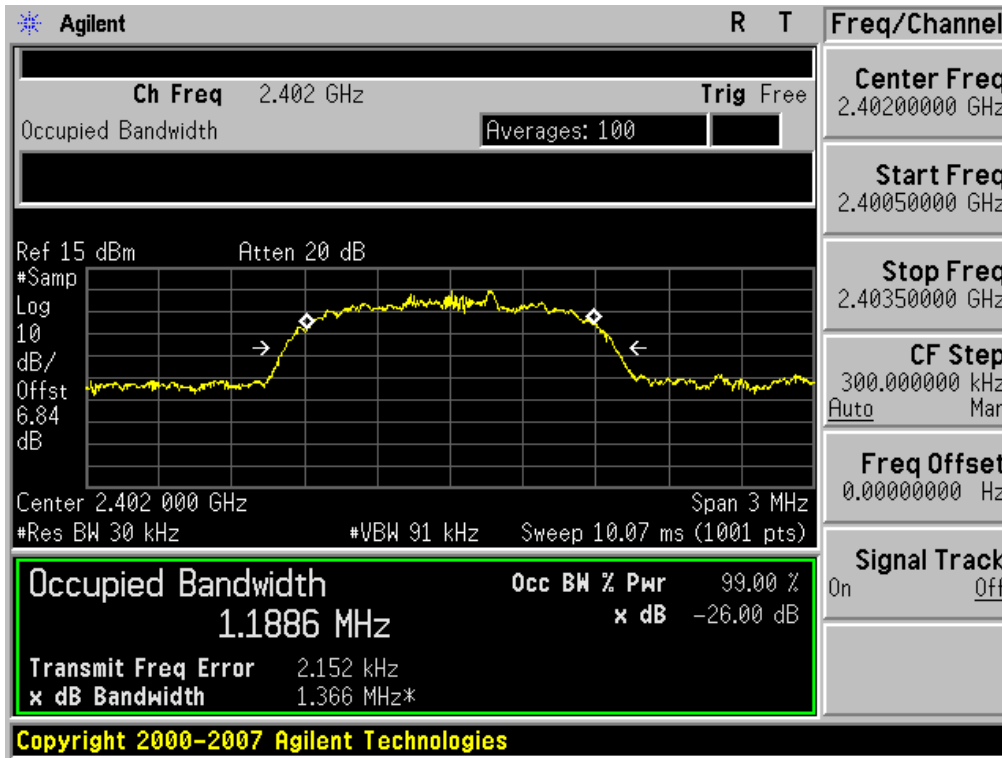 Agilent R T Freq/Channel
Ch Freq 2.402 GHz Trig Free
Occupied Bandwidth Averages: 100
Center Freq
2.40200000 GHz
Start Freq
2.40050000 GHz
Stop Freq
2.40350000 GHz
CF Step
300.000000 kHz
Auto Man
Freq Offset
0.00000000 Hz
Signal Track
On Off
Ref 15 dBm Atten 20 dB
#Samp
Log
10
dB/
Offst
6.84
dB
Center 2.402 000 GHz Span 3 MHz
#Res BW 30 kHz #VBW 91 kHz Sweep 10.07 ms (1001 pts)
Occupied Bandwidth Occ BW % Pwr 99.00 %
1.1886 MHz x dB -26.00 dB
Transmit Freq Error 2.152 kHz
x dB Bandwidth 1.366 MHz*
Copyright 2000-2007 Agilent Technologies